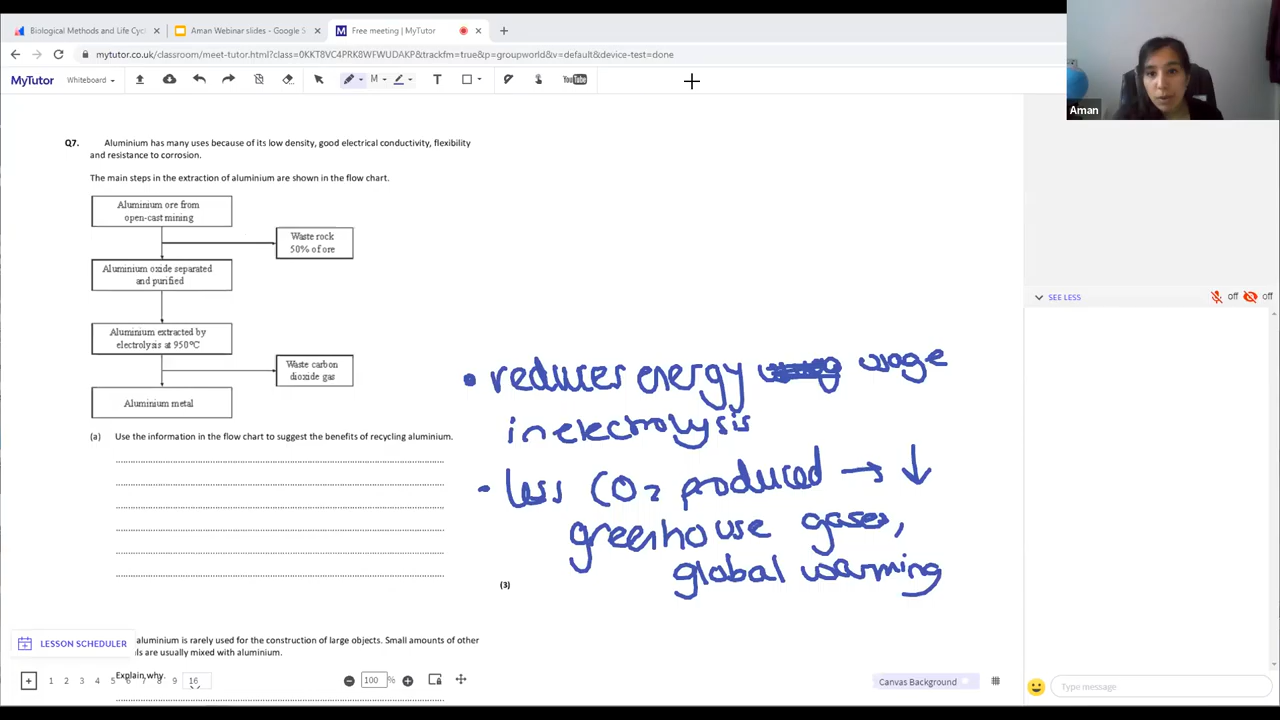 Biological Methods and Life Cyc
Aman Webinar slides - Google S
Free meeting | MyTutor
mytutor.co.uk/classroom/meet-tutor.html?class=0KKT8VC4PRK8WFWUDAKP&trackfm=true&p=groupworld&v=default&device-test=done
MyTutor Whiteboard
T
M
YouTube
Aman
Q7. Aluminium has many uses because of its low density, good electrical conductivity, flexibility
and resistance to corrosion.
The main steps in the extraction of aluminium are shown in the flow chart.
Aluminium ore from
open-cast mining
Waste rock
50% of ore
Aluminium oxide separated
and purified
Aluminium extracted by
electrolysis at 950°C
Waste carbon
dioxide gas
Aluminium metal
(a) Use the information in the flow chart to suggest the benefits of recycling aluminium.
(3)
• reduces energy usage
in electrolysis
- less CO2 produced → ↓
greenhouse gases,
global warming
SEE LESS
off off
LESSON SCHEDULER
aluminium is rarely used for the construction of large objects. Small amounts of other
ls are usually mixed with aluminium.
Explain why.
1 2 3 4 5 6 7 8 9 16
100 %
Canvas Background
Type message